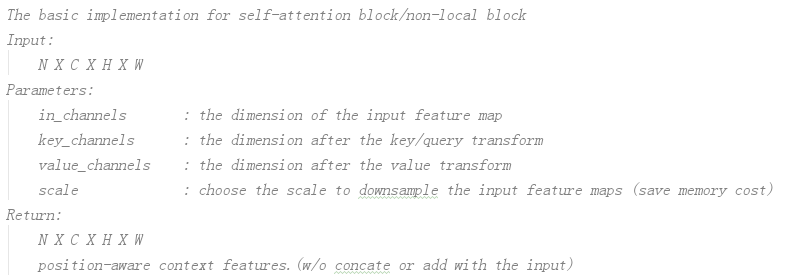 The basic implementation for self-attention block/non-local block
Input:
N X C X H X W
Parameters:
in_channels : the dimension of the input feature map
key_channels : the dimension after the key/query transform
value_channels : the dimension after the value transform
scale : choose the scale to downsample the input feature maps (save memory cost)
Return:
N X C X H X W
position-aware context features.(w/o concate or add with the input)